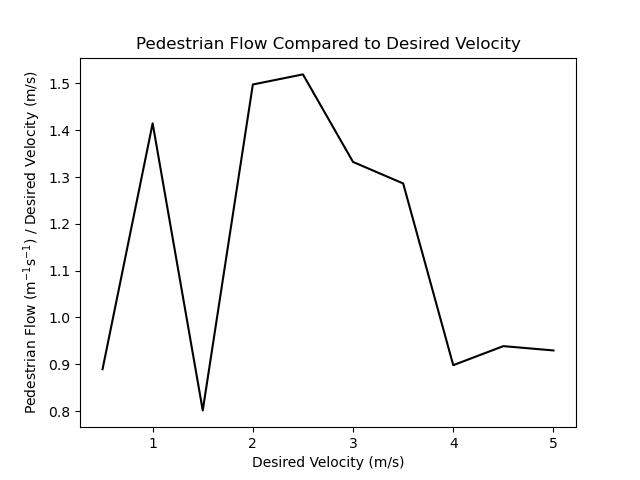 Pedestrian Flow Compared to Desired Velocity
Pedestrian Flow (m⁻¹s⁻¹) / Desired Velocity (m/s)
1.5
1.4
1.3
1.2
1.1
1.0
0.9
0.8
1 2 3 4 5
Desired Velocity (m/s)